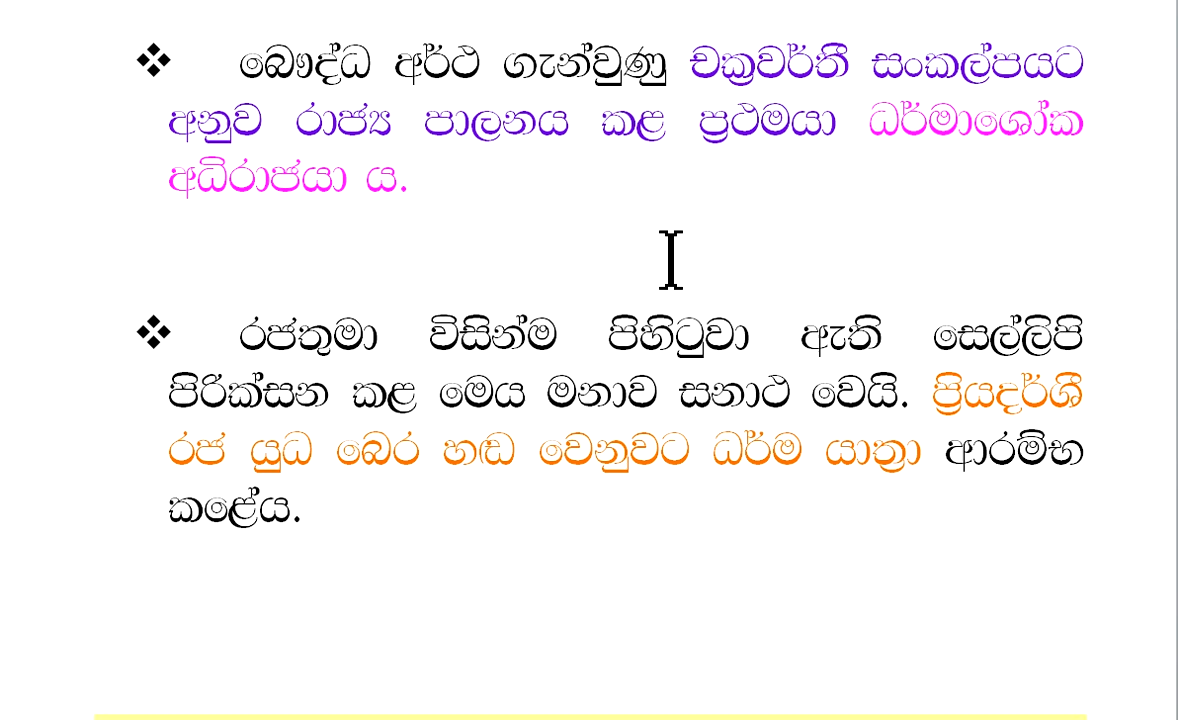 ❖ බෞද්ධ අර්ථ ගැන්වුණු චක්‍රවර්තී සංකල්පයට
අනුව රාජ්‍ය පාලනය කළ ප්‍රථමයා ධර්මාශෝක
අධිරාජයා ය.
❖ රජතුමා විසින්ම පිහිටුවා ඇති සෙල්ලිපි
පිරික්සන කළ මෙය මනාව සනාථ වෙයි. ප්‍රියදර්ශී
රජ යුධ බෙර හඬ වෙනුවට ධර්ම යාත්‍රා ආරම්භ
කළේය.